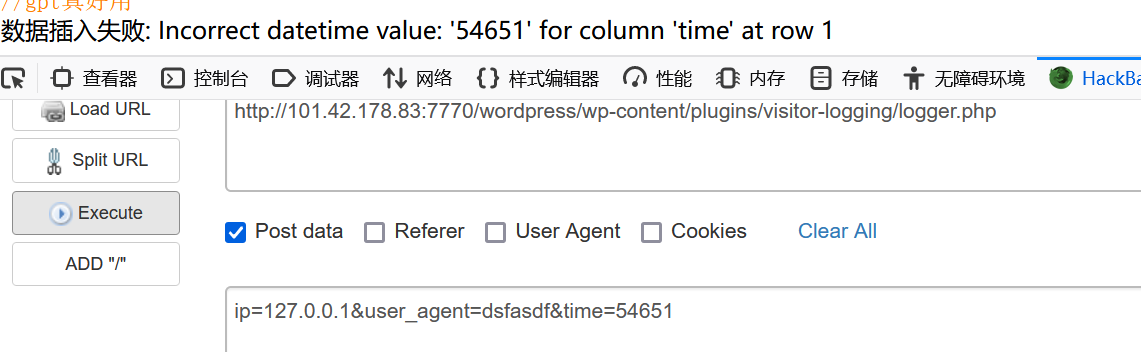 //gpt真好用
数据插入失败: Incorrect datetime value: '54651' for column 'time' at row 1
查看器 控制台 调试器 网络 样式编辑器 性能 内存 存储 无障碍环境 HackBa
Load URL
http://101.42.178.83:7770/wordpress/wp-content/plugins/visitor-logging/logger.php
Split URL
Execute
Post data Referer User Agent Cookies Clear All
ADD "/"
ip=127.0.0.1&user_agent=dsfasdf&time=54651